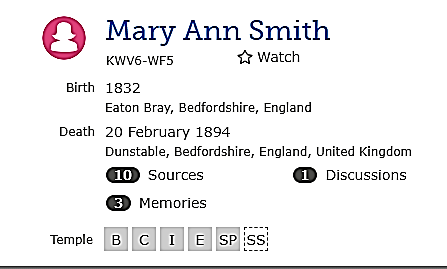 Mary Ann Smith
KWV6-WF5 Watch
Birth 1832
Eaton Bray, Bedfordshire, England
Death 20 February 1894
Dunstable, Bedfordshire, England, United Kingdom
10 Sources 1 Discussions
3 Memories
Temple B C I E SP SS